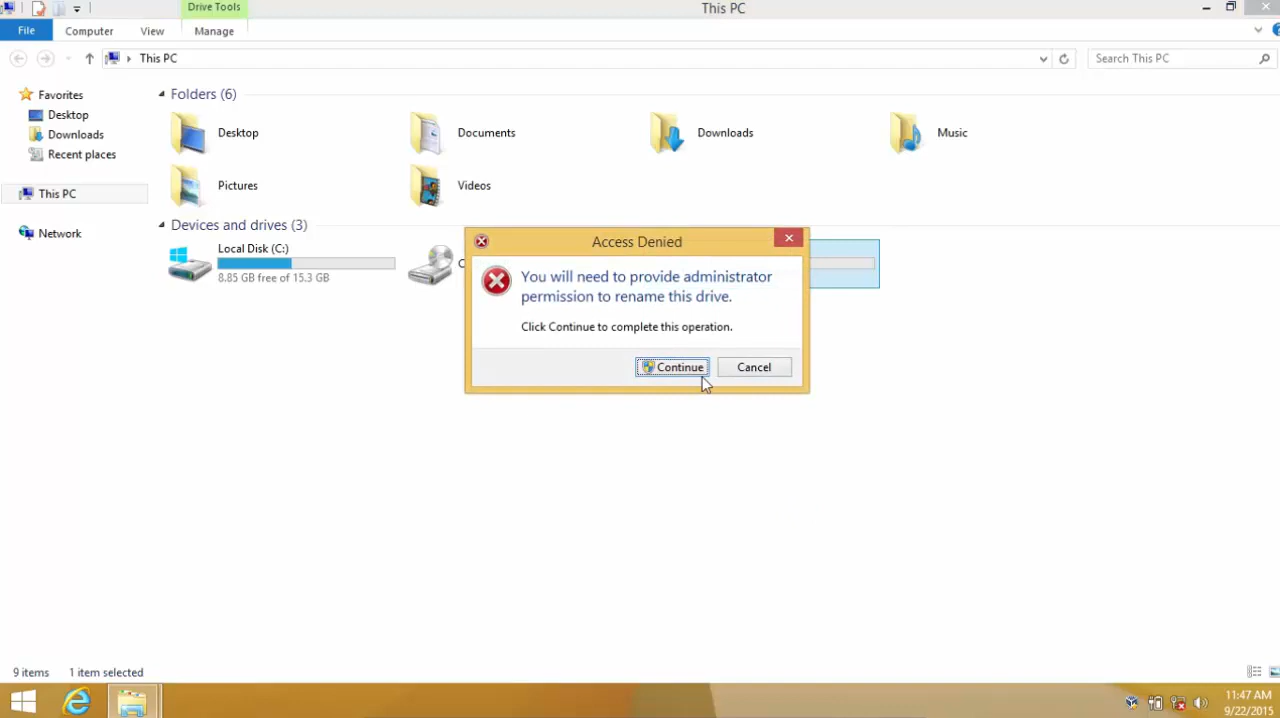 Drive Tools
This PC
File
Computer
View
Manage
This PC
Search This PC
Favorites
Desktop
Downloads
Recent places
This PC
Network
Folders (6)
Desktop
Documents
Downloads
Music
Pictures
Videos
Devices and drives (3)
Local Disk (C:)
8.85 GB free of 15.3 GB
Access Denied
You will need to provide administrator
permission to rename this drive.
Click Continue to complete this operation.
Continue
Cancel
9 items
1 item selected
11:47 AM
9/22/2015